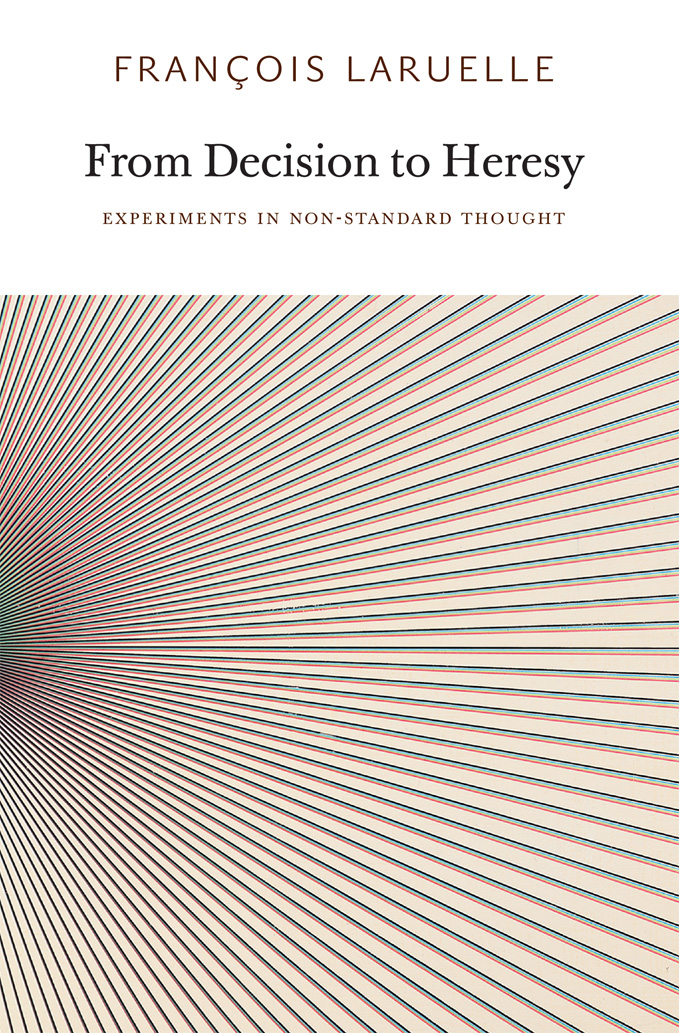 FRANÇOIS LARUELLE
From Decision to Heresy
EXPERIMENTS IN NON-STANDARD THOUGHT